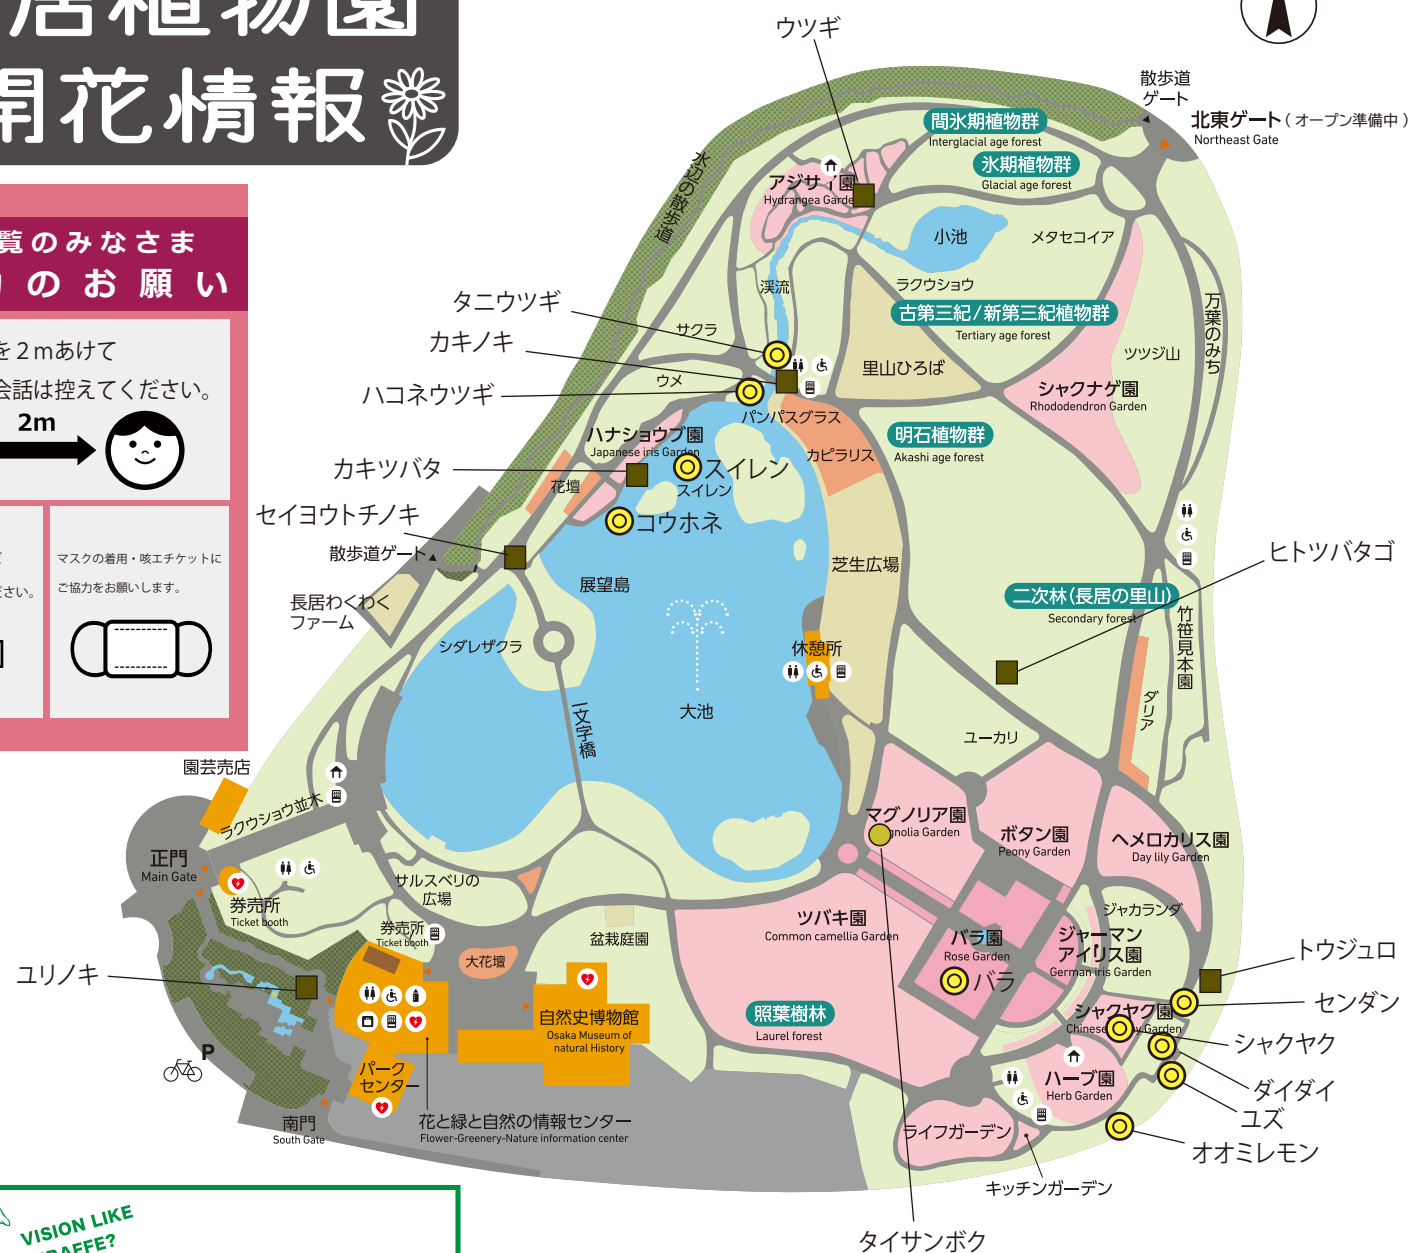 居植物園
開花情報
覧のみなさま
のお願い
を２ｍあけて
会話は控えてください。
2m
ださい。
マスクの着用・咳エチケットに
ご協力をお願いします。
VISION LIKE
RAFFE?
ウツギ
散歩道
ゲート
北東ゲート（オープン準備中）
Northeast Gate
間氷期植物群
Interglacial age forest
氷期植物群
Glacial age forest
水辺の散歩道
アジサイ園
Hydrangea Garde
小池
メタセコイア
渓流
ラクウショウ
古第三紀/新第三紀植物群
Tertiary age forest
万葉のみち
タニウツギ
サクラ
カキノキ
ツツジ山
里山ひろば
ウメ
シャクナゲ園
Rhododendron Garden
ハコネウツギ
パンパスグラス
ハナショウブ園
Japanese iris Garden
明石植物群
Akashi age forest
カピラリス
カキツバタ
スイレン
スイレン
花壇
セイヨウトチノキ
コウホネ
散歩道ゲート
ヒトツバタゴ
芝生広場
展望島
長居わくわく
ファーム
二次林(長居の里山)
Secondary forest
竹笹見本園
シダレザクラ
休憩所
ダリア
大池
一文字橋
ユーカリ
園芸売店
ラクウショウ並木
マグノリア園
gnolia Garden
ボタン園
Peony Garden
ヘメロカリス園
Day lily Garden
正門
Main Gate
サルスベリの
広場
券売所
Ticket booth
ジャカランダ
ツバキ園
Common camellia Garden
券売所
Ticket booth
盆栽庭園
バラ園
Rose Garden
ジャーマン
アイリス園
German iris Garden
トウジュロ
大花壇
ユリノキ
バラ
センダン
自然史博物館
Osaka Museum of
natural History
照葉樹林
Laurel forest
シャクヤク園
Chinese
y Garden
シャクヤク
P
パーク
センター
ハーブ園
Herb Garden
ダイダイ
ユズ
南門
South Gate
花と緑と自然の情報センター
Flower-Greenery-Nature information center
ライフガーデン
オオミレモン
キッチンガーデン
タイサンボク